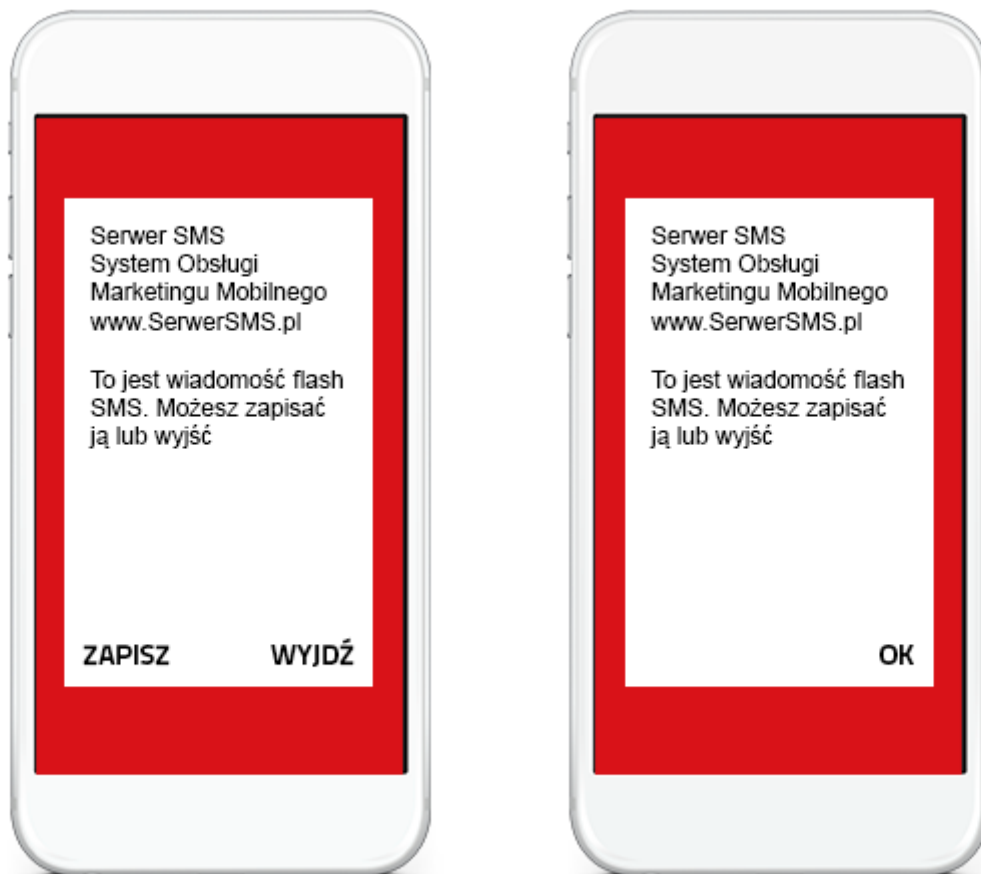 Serwer SMS
System Obsługi
Marketingu Mobilnego
www.SerwerSMS.pl
To jest wiadomość flash
SMS. Możesz zapisać
ją lub wyjść
ZAPISZ
WYJDŹ
Serwer SMS
System Obsługi
Marketingu Mobilnego
www.SerwerSMS.pl
To jest wiadomość flash
SMS. Możesz zapisać
ją lub wyjść
OK